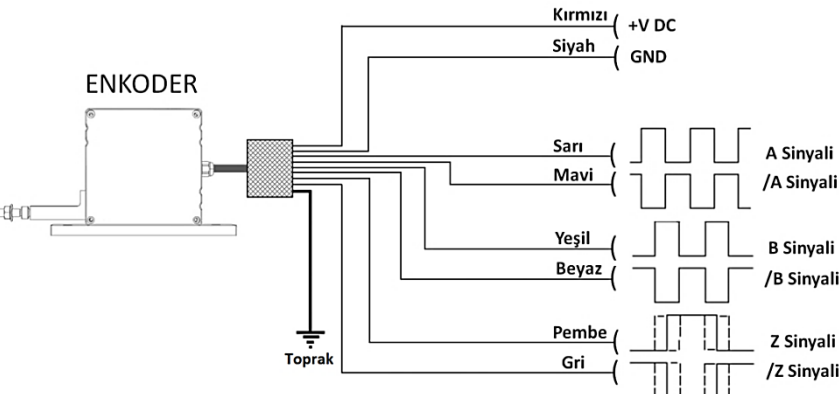 Kırmızı +V DC
Siyah GND
ENKODER
Sarı A Sinyali
Mavi /A Sinyali
Yeşil B Sinyali
Beyaz /B Sinyali
Pembe Z Sinyali
Toprak
Gri /Z Sinyali